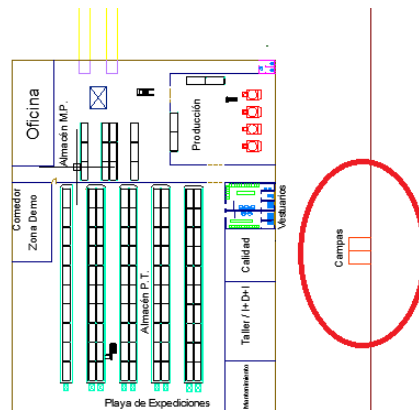 Oficina
Almacén M.P.
Producción
Comedor
Zona Demo
Almacén P.T.
Vestuarios
Calidad
Campas
Taller / I+D+I
Mantenimiento
Playa de Expediciones